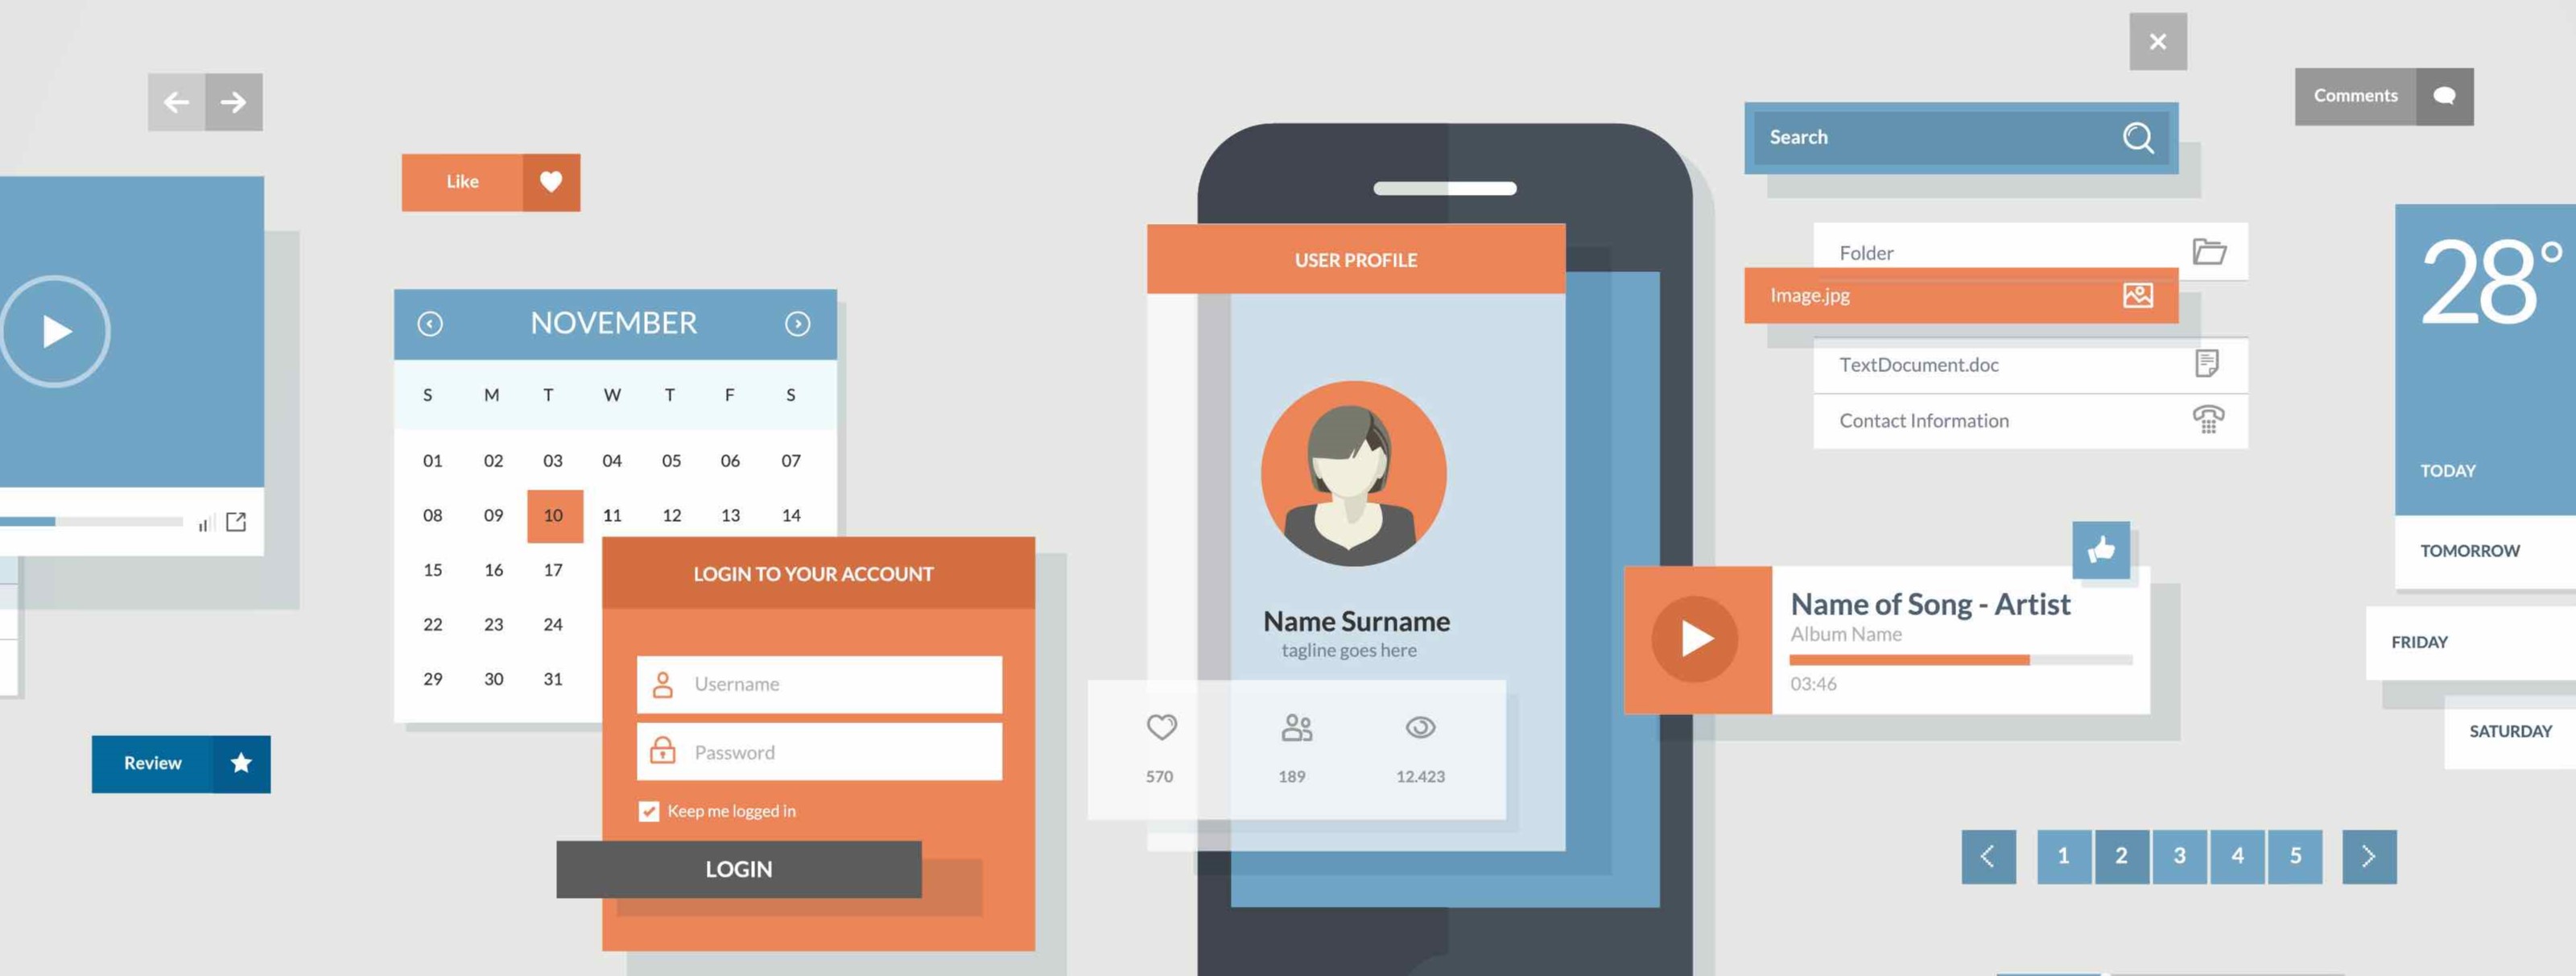 Like
NOVEMBER
S M T W T F S
01 02 03 04 05 06 07
08 09 10 11 12 13 14
15 16 17
22 23 24
29 30 31
Review
LOGIN TO YOUR ACCOUNT
Username
Password
Keep me logged in
LOGIN
USER PROFILE
Name Surname
tagline goes here
570 189 12.423
Search
Folder
Image.jpg
TextDocument.doc
Contact Information
Name of Song - Artist
Album Name
03:46
1 2 3 4 5
Comments
28°
TODAY
TOMORROW
FRIDAY
SATURDAY